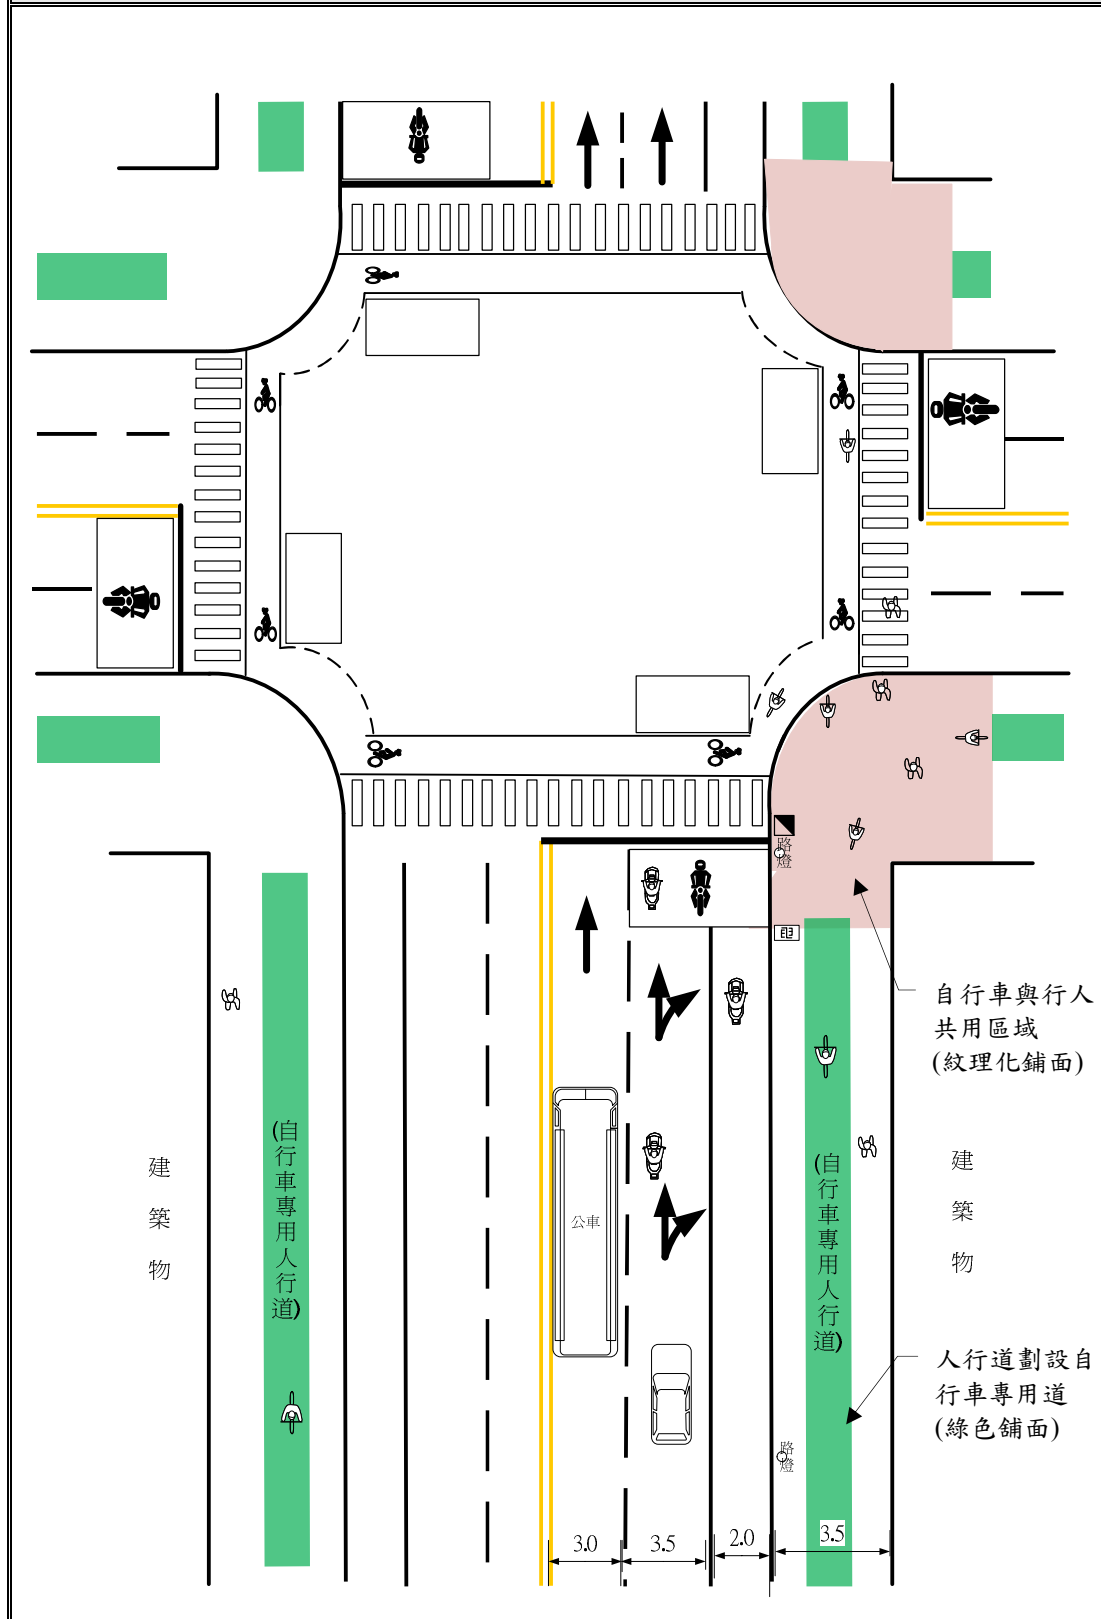 路燈
自行車與行人
共用區域
(紋理化鋪面)
(自行車專用人行道)
建築物
公車
(自行車專用人行道)
建築物
人行道劃設自
行車專用道
(綠色舖面)
路燈
3.0
3.5
2.0
3.5